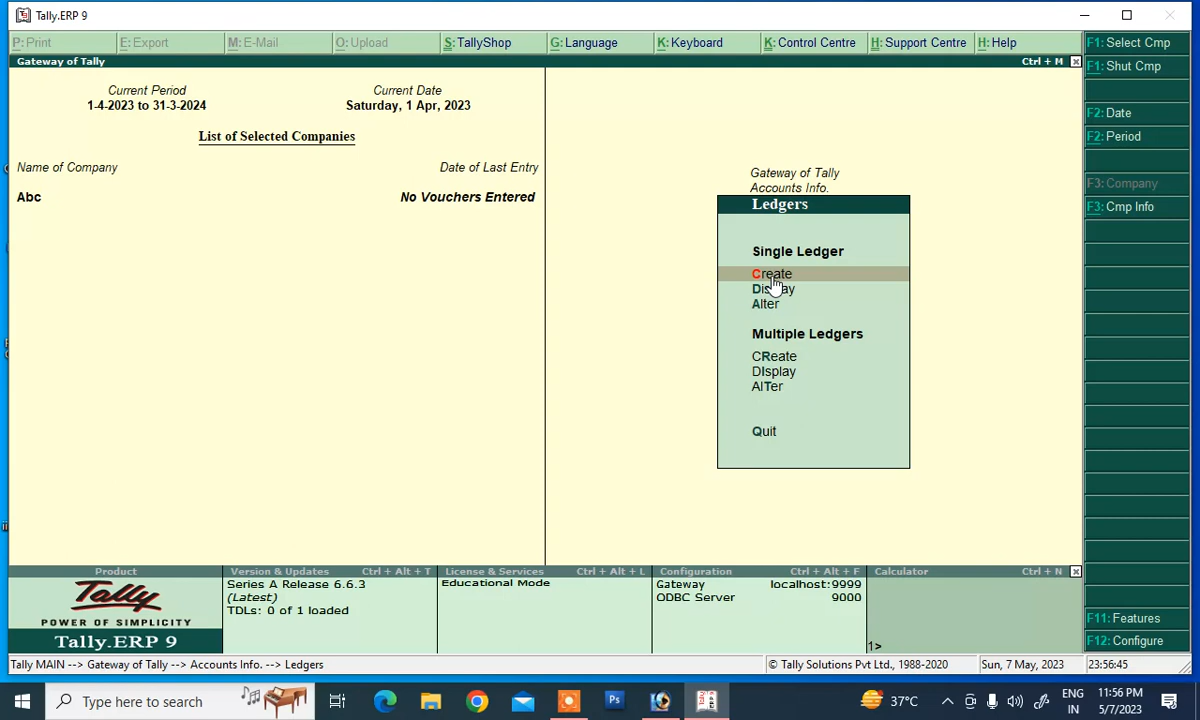 Tally.ERP 9
P: Print E: Export M: E-Mail O: Upload S: TallyShop G: Language K: Keyboard K: Control Centre H: Support Centre H: Help
F1: Select Cmp
Gateway of Tally Ctrl + M x
F1: Shut Cmp
Current Period Current Date
1-4-2023 to 31-3-2024 Saturday, 1 Apr, 2023
F2: Date
List of Selected Companies
F2: Period
Name of Company Date of Last Entry
Gateway of Tally
Accounts Info.
F3: Company
Abc No Vouchers Entered
Ledgers
F3: Cmp Info
Single Ledger
Create
Display
Alter
Multiple Ledgers
CReate
DIsplay
AlTer
Quit
Product Version & Updates Ctrl + Alt + T License & Services Ctrl + Alt + L Configuration Ctrl + Alt + F Calculator Ctrl + N x
Tally
POWER OF SIMPLICITY
Tally.ERP 9
Series A Release 6.6.3
(Latest)
TDLs: 0 of 1 loaded
Educational Mode
Gateway localhost:9999
ODBC Server 9000
1>
F11: Features
F12: Configure
Tally MAIN --> Gateway of Tally --> Accounts Info. --> Ledgers © Tally Solutions Pvt Ltd., 1988-2020 Sun, 7 May, 2023 23:56:45
Type here to search
Ps
37°C
ENG
IN
11:56 PM
5/7/2023